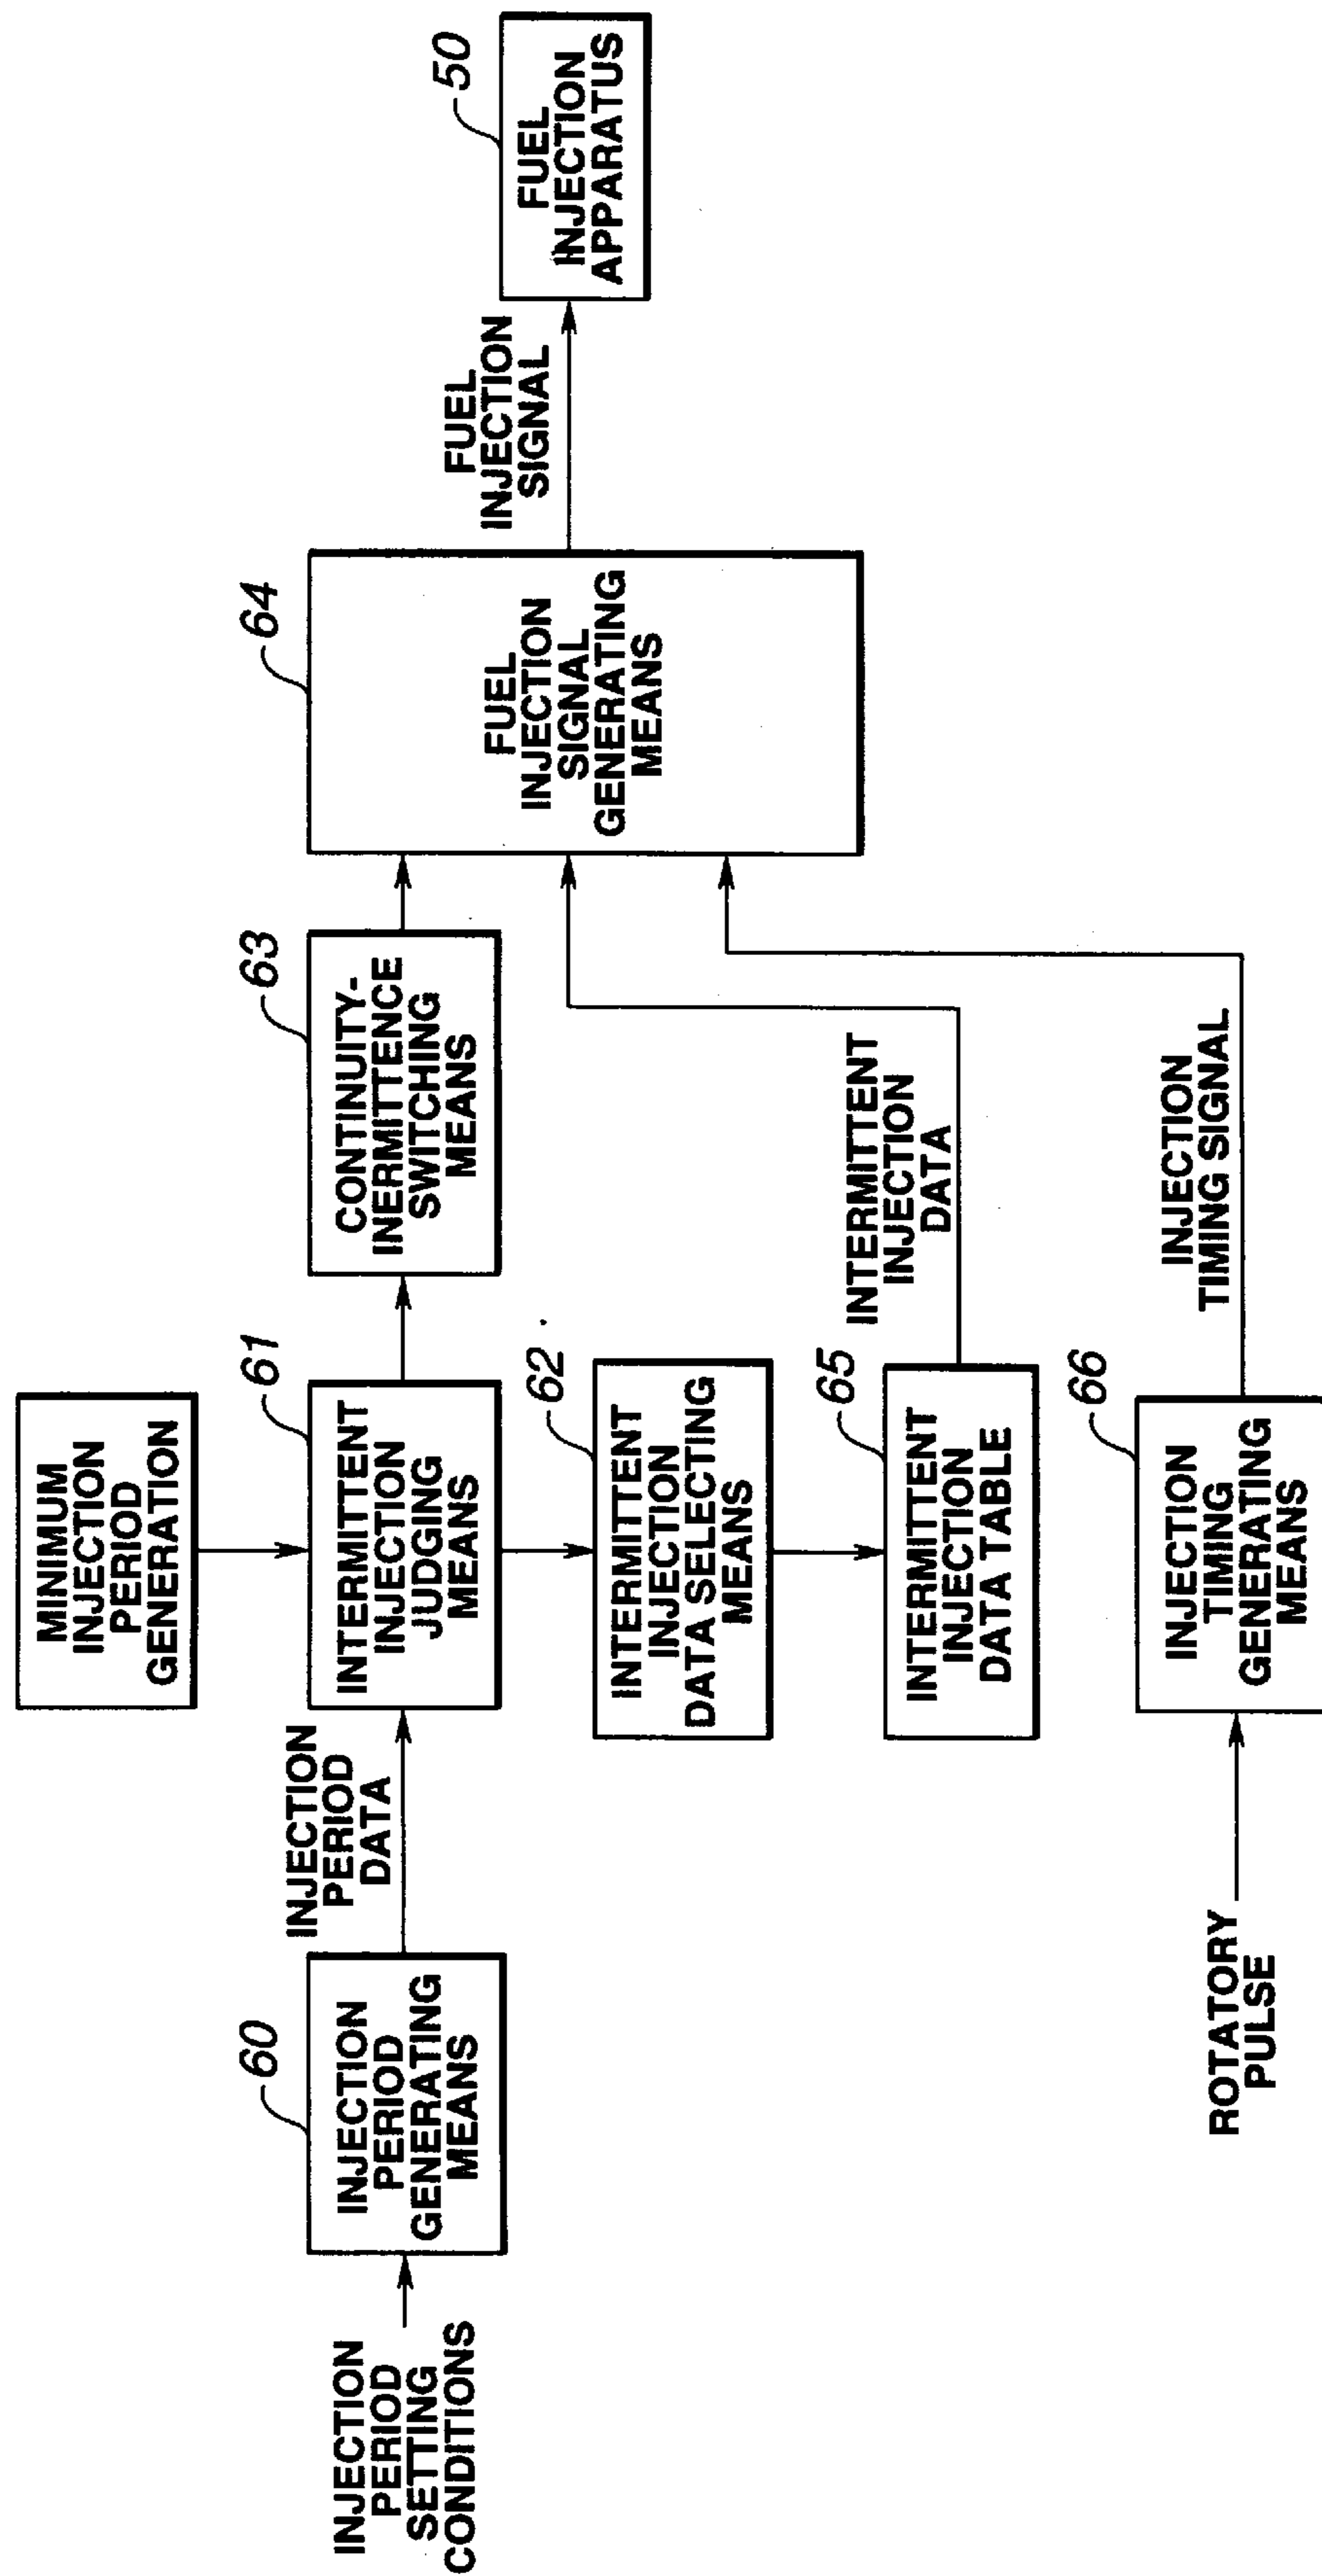 MINIMUM
INJECTION
PERIOD
GENERATION
INJECTION
PERIOD
SETTING
CONDITIONS
60
INJECTION
PERIOD
GENERATING
MEANS
INJECTION
PERIOD
DATA
61
INTERMITTENT
INJECTION
JUDGING
MEANS
63
CONTINUITY-
INERMITTENCE
SWITCHING
MEANS
64
FUEL
INJECTION
SIGNAL
GENERATING
MEANS
FUEL
INJECTION
SIGNAL
50
FUEL
INJECTION
APPARATUS
62
INTERMITTENT
INJECTION
DATA SELECTING
MEANS
65
INTERMITTENT
INJECTION
DATA TABLE
INTERMITTENT
INJECTION
DATA
ROTATORY
PULSE
66
INJECTION
TIMING
GENERATING
MEANS
INJECTION
TIMING SIGNAL